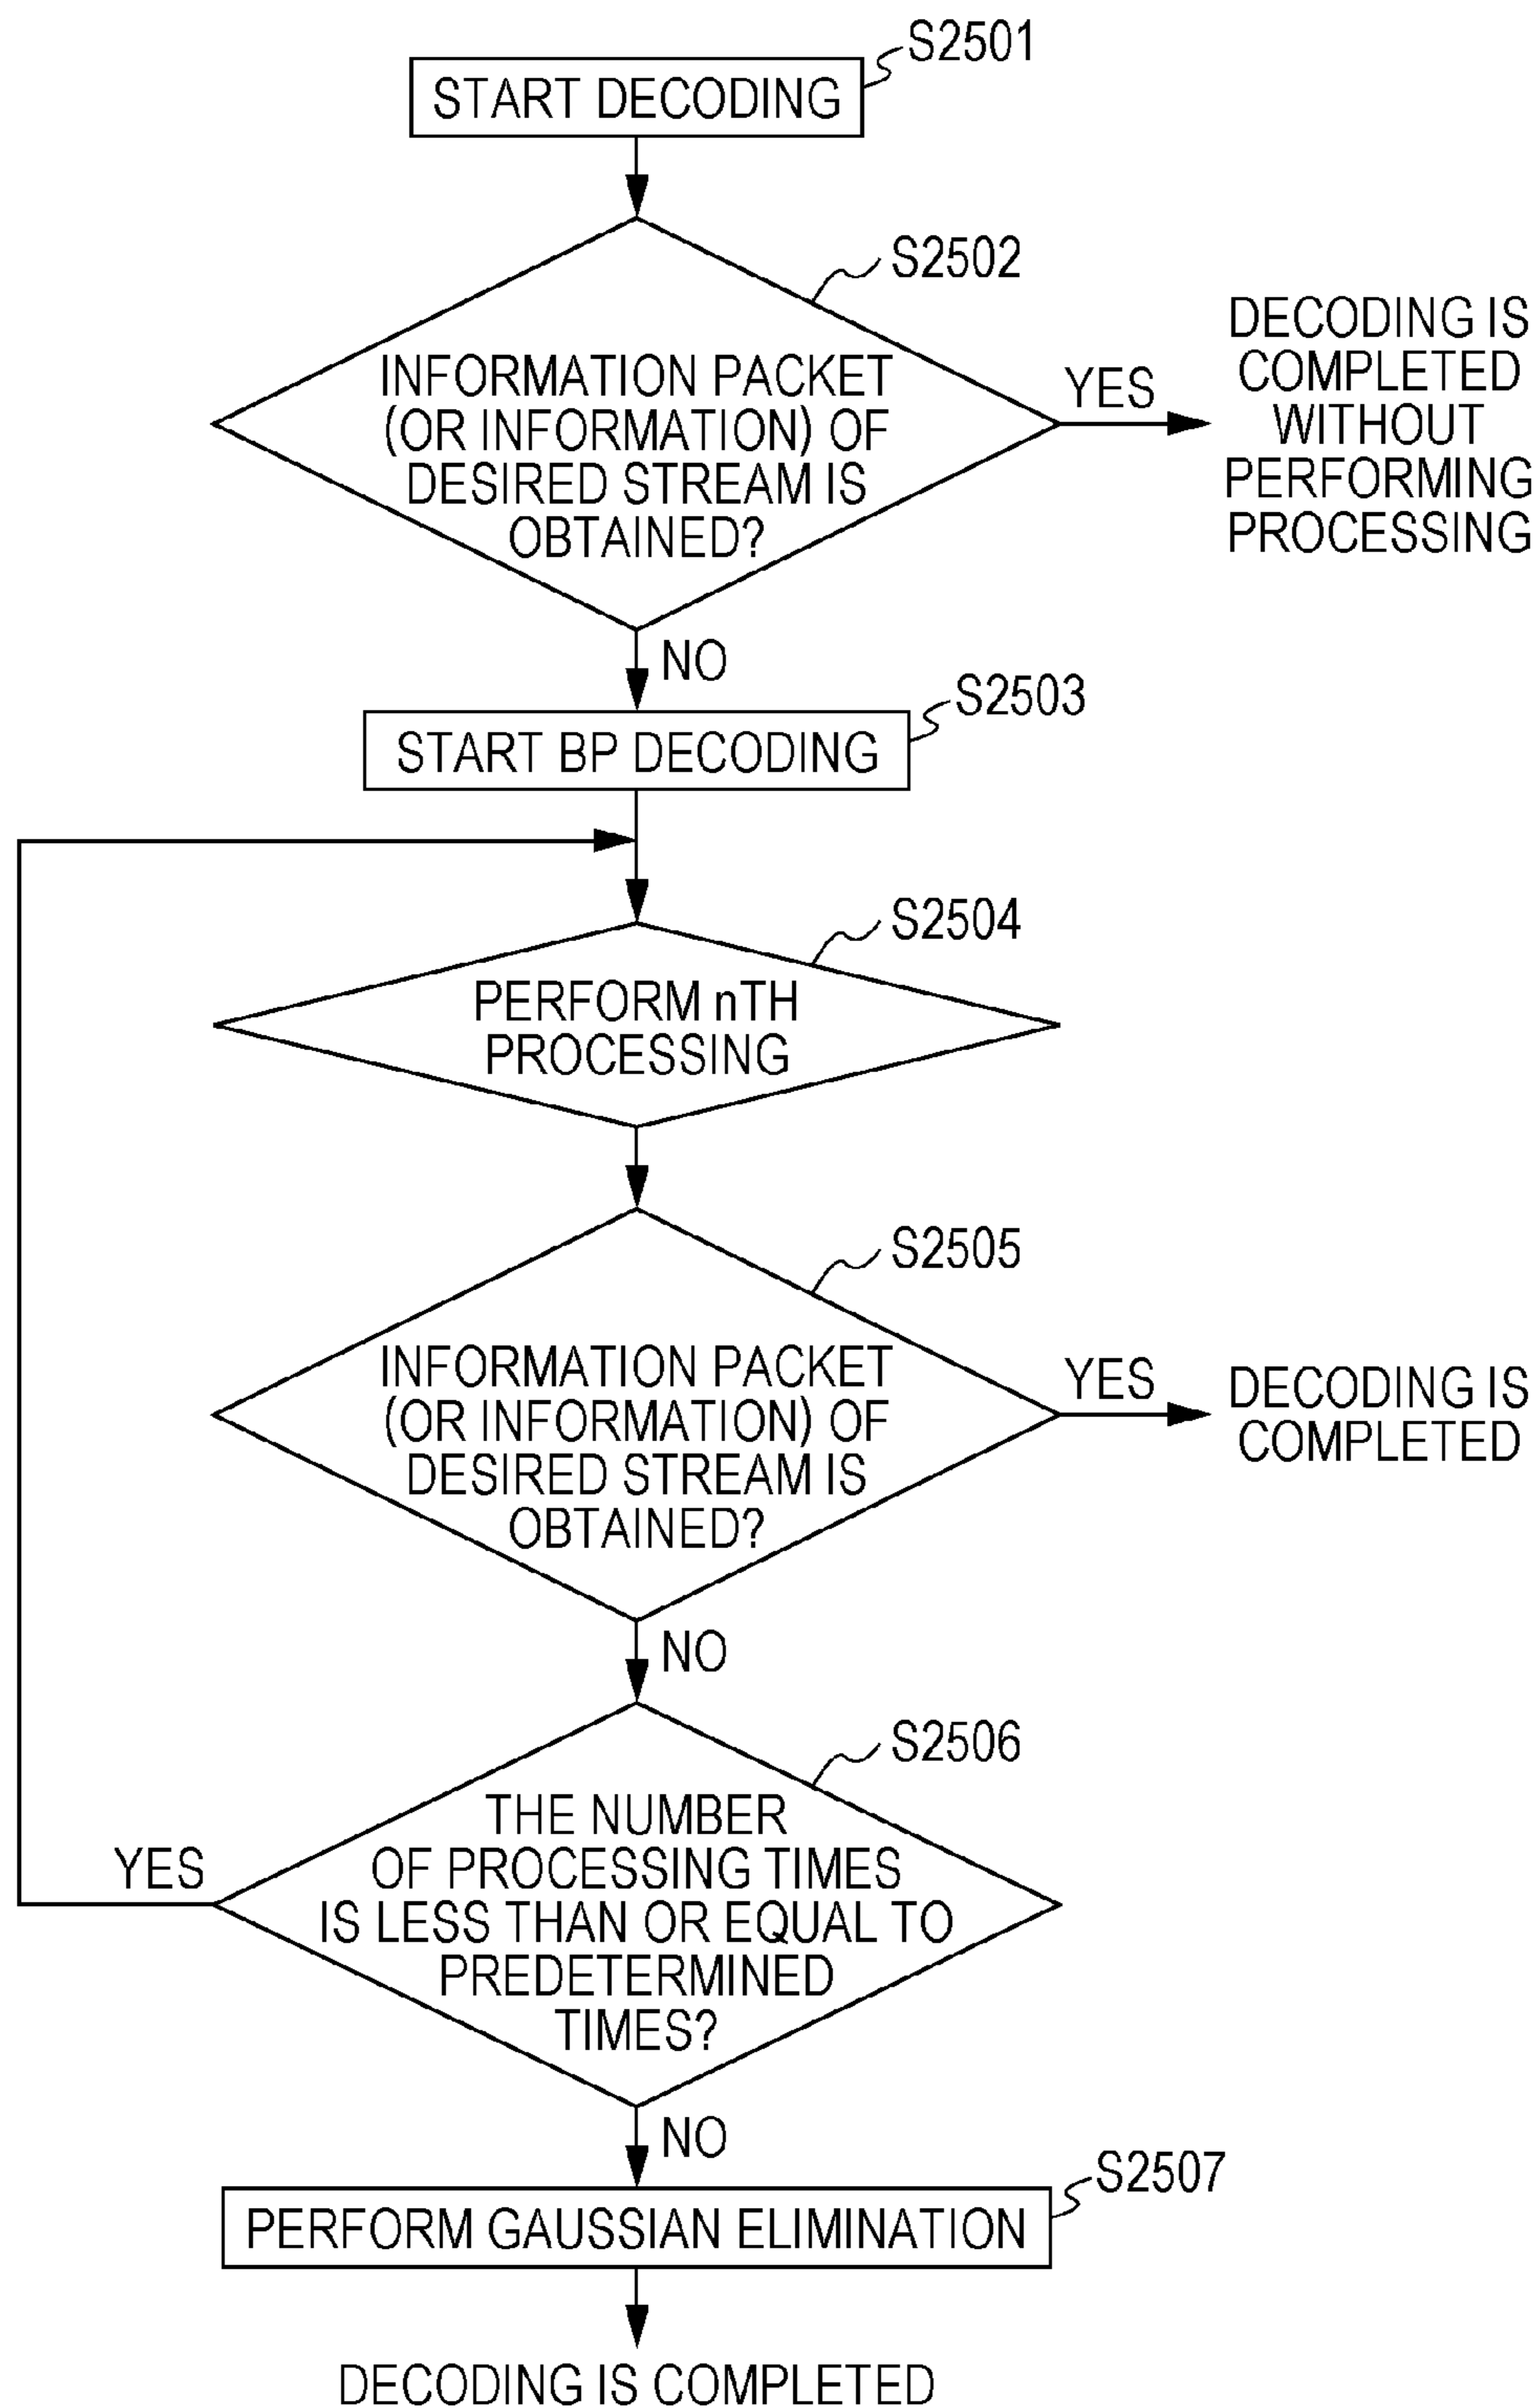 S2501
START DECODING
S2502
INFORMATION PACKET
(OR INFORMATION) OF
DESIRED STREAM IS
OBTAINED?
YES
DECODING IS
COMPLETED
WITHOUT
PERFORMING
PROCESSING
NO
S2503
START BP DECODING
S2504
PERFORM nTH
PROCESSING
S2505
INFORMATION PACKET
(OR INFORMATION) OF
DESIRED STREAM IS
OBTAINED?
YES
DECODING IS
COMPLETED
NO
S2506
THE NUMBER
OF PROCESSING TIMES
IS LESS THAN OR EQUAL TO
PREDETERMINED
TIMES?
YES
NO
S2507
PERFORM GAUSSIAN ELIMINATION
DECODING IS COMPLETED